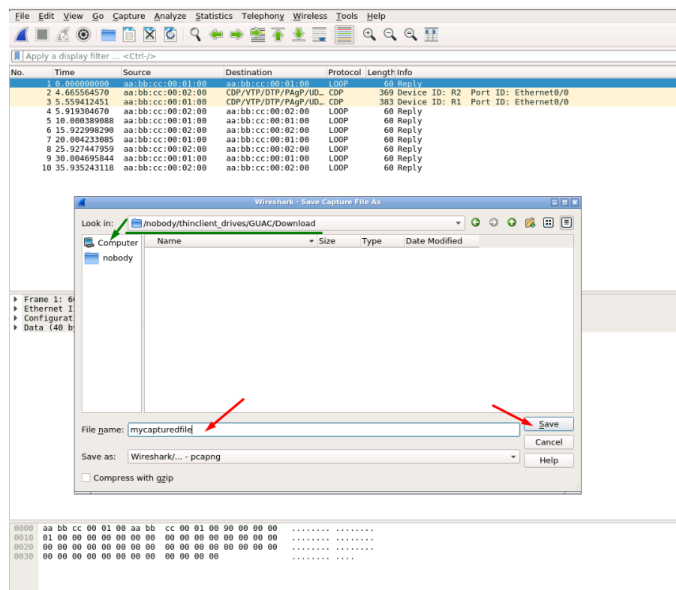 File Edit View Go Capture Analyze Statistics Telephony Wireless Tools Help
Apply a display filter ... <Ctrl-/>
No. Time Source Destination Protocol Length Info
1 0.000000000 aa:bb:cc:00:01:00 aa:bb:cc:00:01:00 LOOP 60 Reply
2 4.665564570 aa:bb:cc:00:02:00 CDP/VTP/DTP/PAgP/UD… CDP 369 Device ID: R2 Port ID: Ethernet0/0
3 5.559412451 aa:bb:cc:00:01:00 CDP/VTP/DTP/PAgP/UD… CDP 383 Device ID: R1 Port ID: Ethernet0/0
4 5.919304670 aa:bb:cc:00:02:00 aa:bb:cc:00:02:00 LOOP 60 Reply
5 10.000389088 aa:bb:cc:00:01:00 aa:bb:cc:00:01:00 LOOP 60 Reply
6 15.922998290 aa:bb:cc:00:02:00 aa:bb:cc:00:02:00 LOOP 60 Reply
7 20.004233085 aa:bb:cc:00:01:00 aa:bb:cc:00:01:00 LOOP 60 Reply
8 25.927447959 aa:bb:cc:00:02:00 aa:bb:cc:00:02:00 LOOP 60 Reply
9 30.004695844 aa:bb:cc:00:01:00 aa:bb:cc:00:01:00 LOOP 60 Reply
10 35.935243118 aa:bb:cc:00:02:00 aa:bb:cc:00:02:00 LOOP 60 Reply
Wireshark · Save Capture File As
Look in: /nobody/thinclient_drives/GUAC/Download
Computer Name Size Type Date Modified
nobody
Frame 1: 6
Ethernet I
Configurat
Data (40 b
File name: mycapturedfile Save
Cancel
Save as: Wireshark/... - pcapng Help
Compress with gzip
0000 aa bb cc 00 01 00 aa bb cc 00 01 00 90 00 00 00 ........ ........
0010 01 00 00 00 00 00 00 00 00 00 00 00 00 00 00 00 ........ ........
0020 00 00 00 00 00 00 00 00 00 00 00 00 00 00 00 00 ........ ........
0030 00 00 00 00 00 00 00 00 00 00 00 00 ........ ....